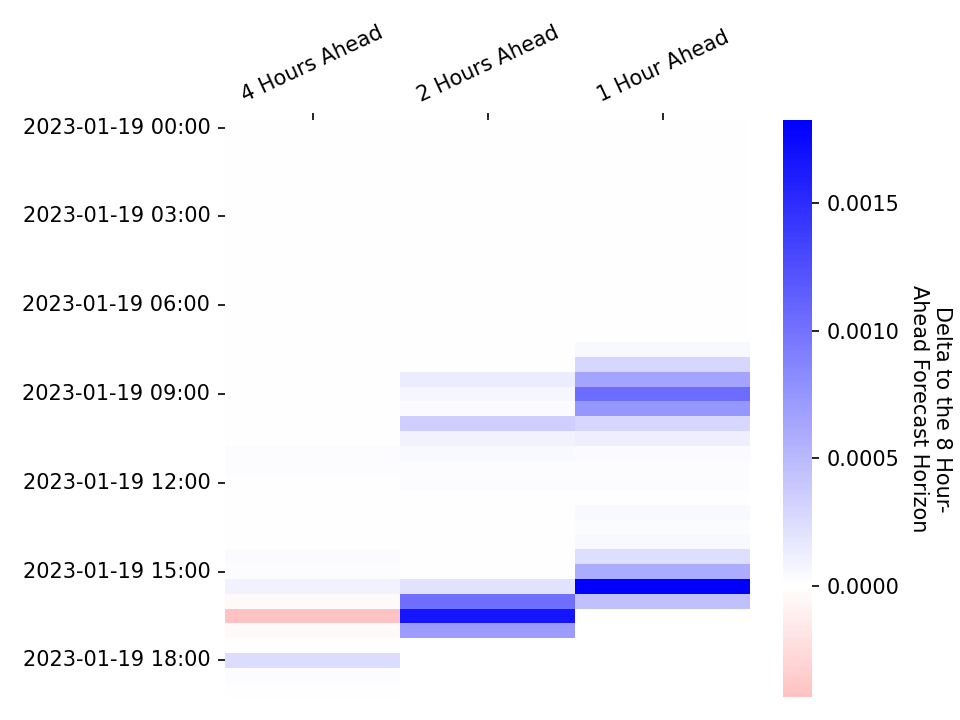 4 Hours Ahead
2 Hours Ahead
1 Hour Ahead
2023-01-19 00:00
2023-01-19 03:00
2023-01-19 06:00
2023-01-19 09:00
2023-01-19 12:00
2023-01-19 15:00
2023-01-19 18:00
0.0015
0.0010
0.0005
0.0000
Delta to the 8 Hour-
Ahead Forecast Horizon